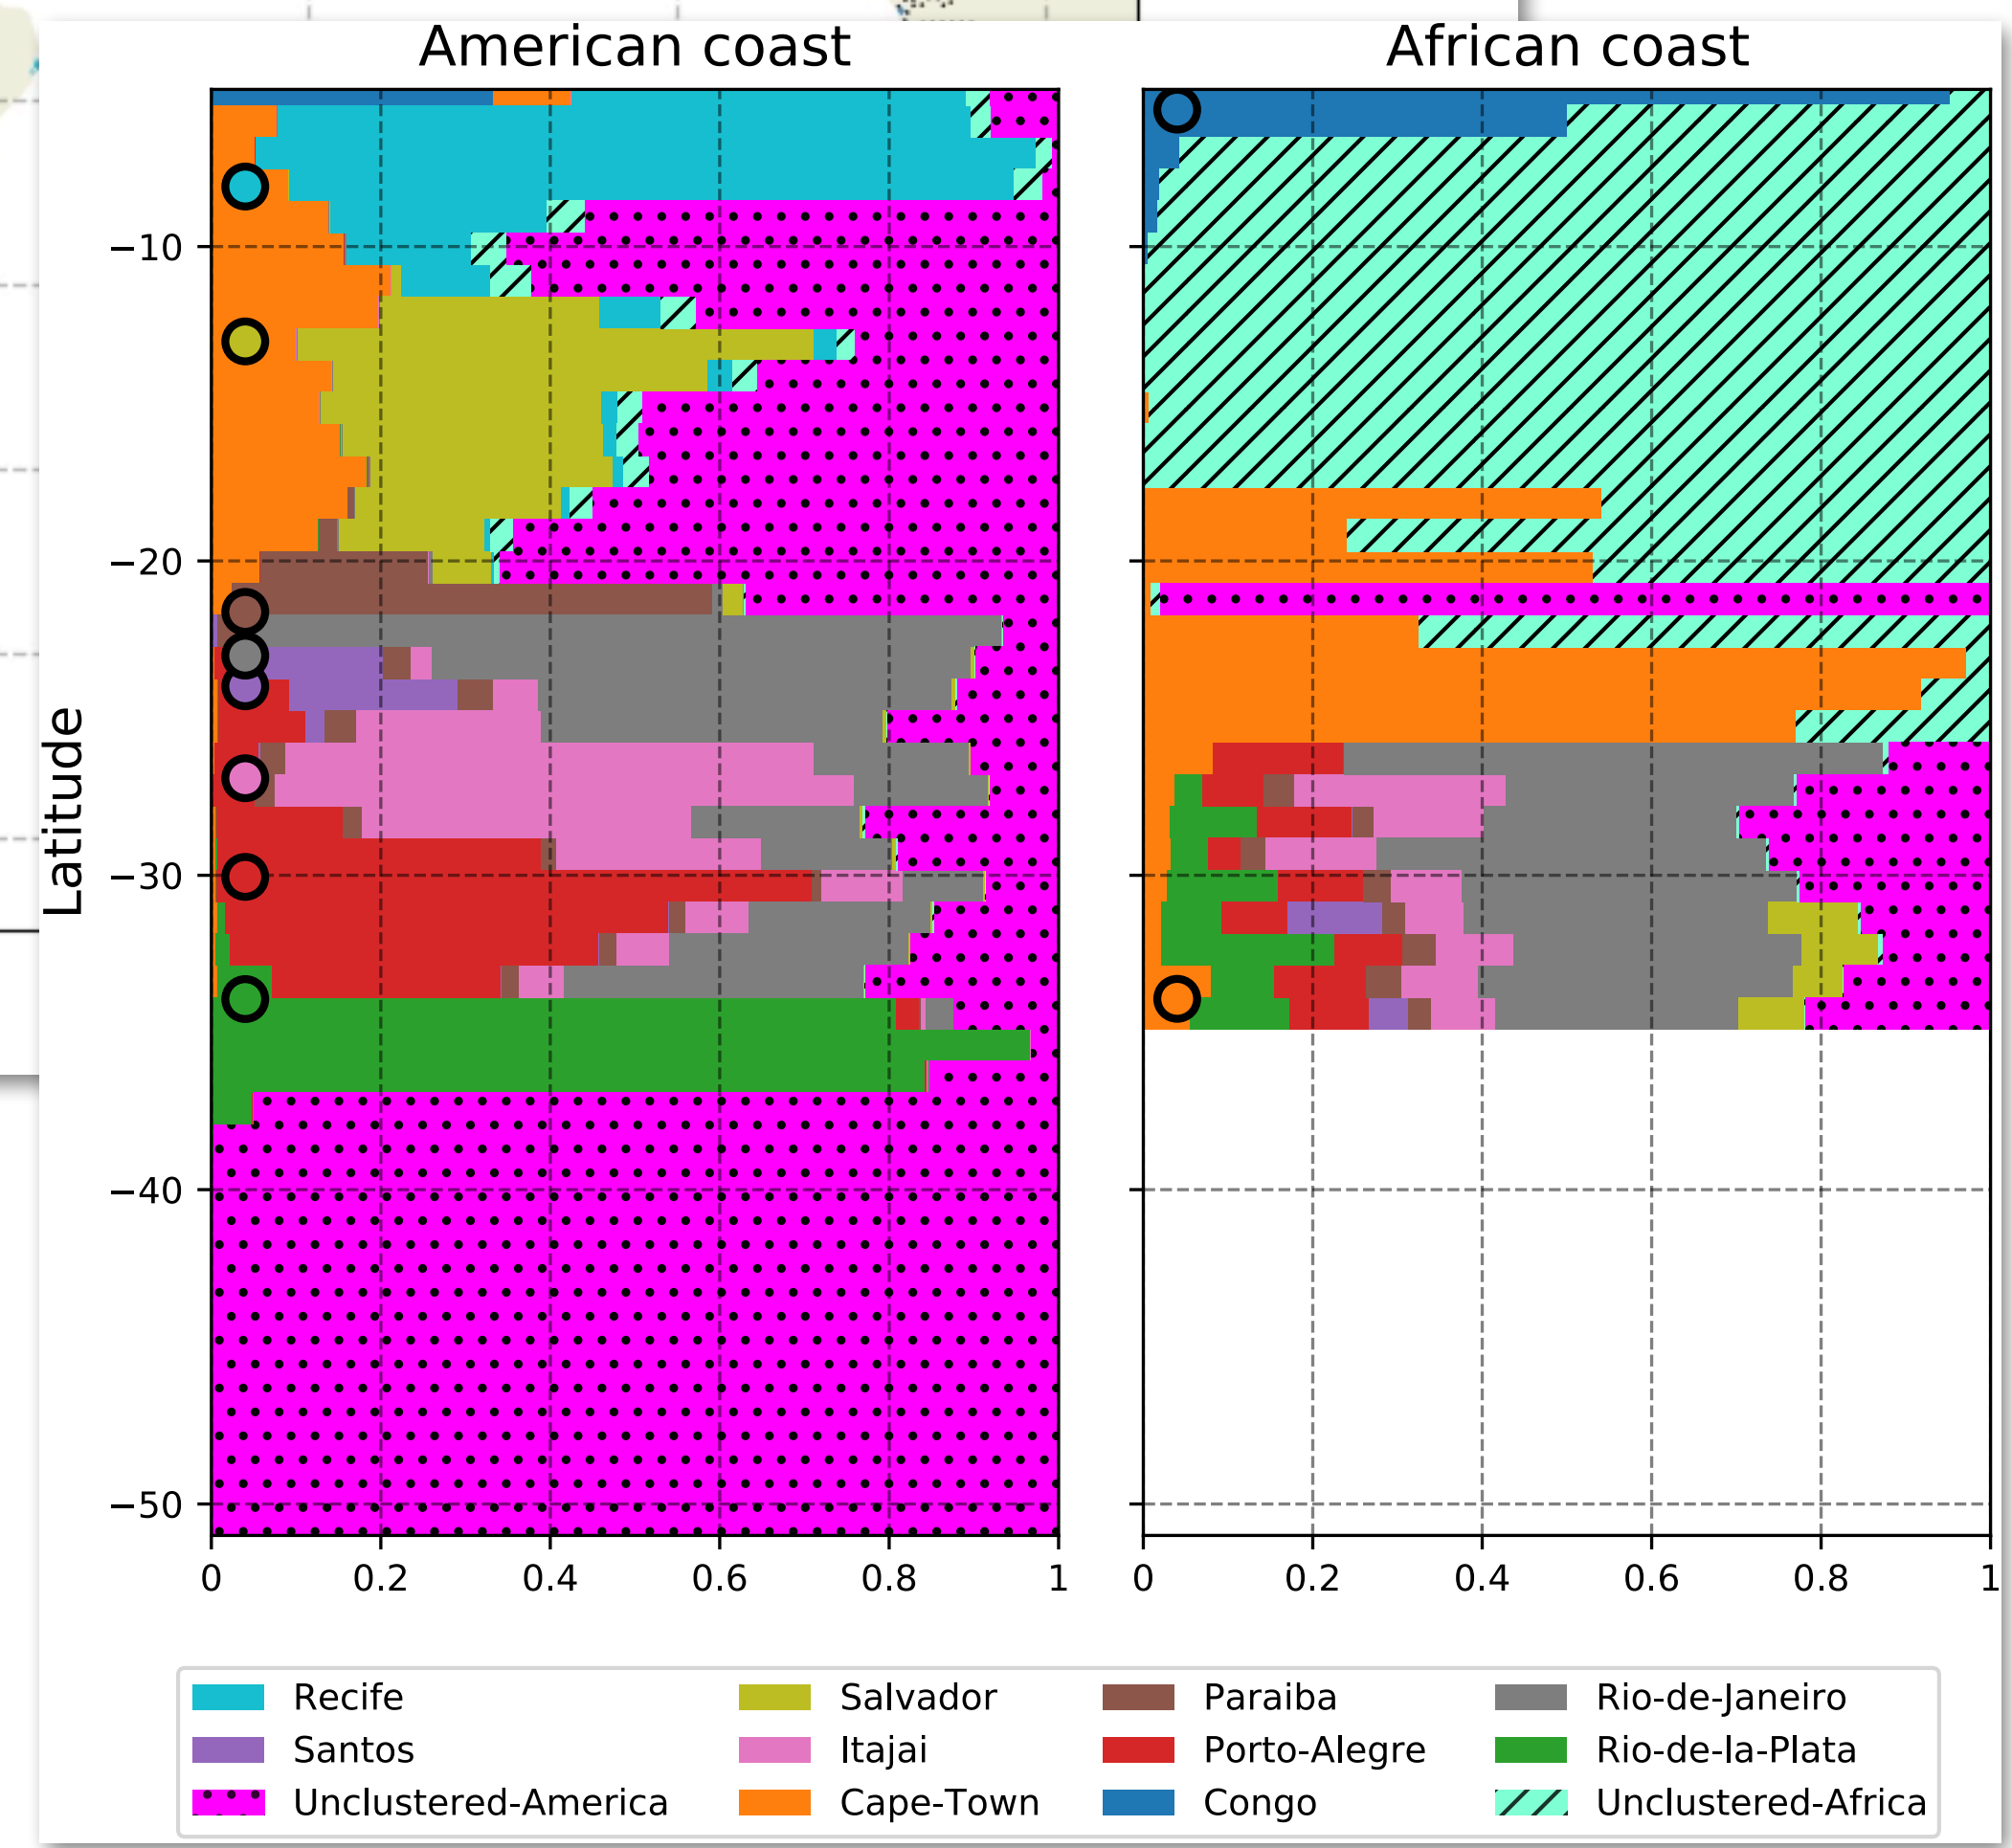 American coast
African coast
Latitude
−10
−20
−30
−40
−50
0 0.2 0.4 0.6 0.8 1
0 0.2 0.4 0.6 0.8 1
Recife Salvador Paraiba Rio-de-Janeiro
Santos Itajai Porto-Alegre Rio-de-la-Plata
Unclustered-America Cape-Town Congo Unclustered-Africa